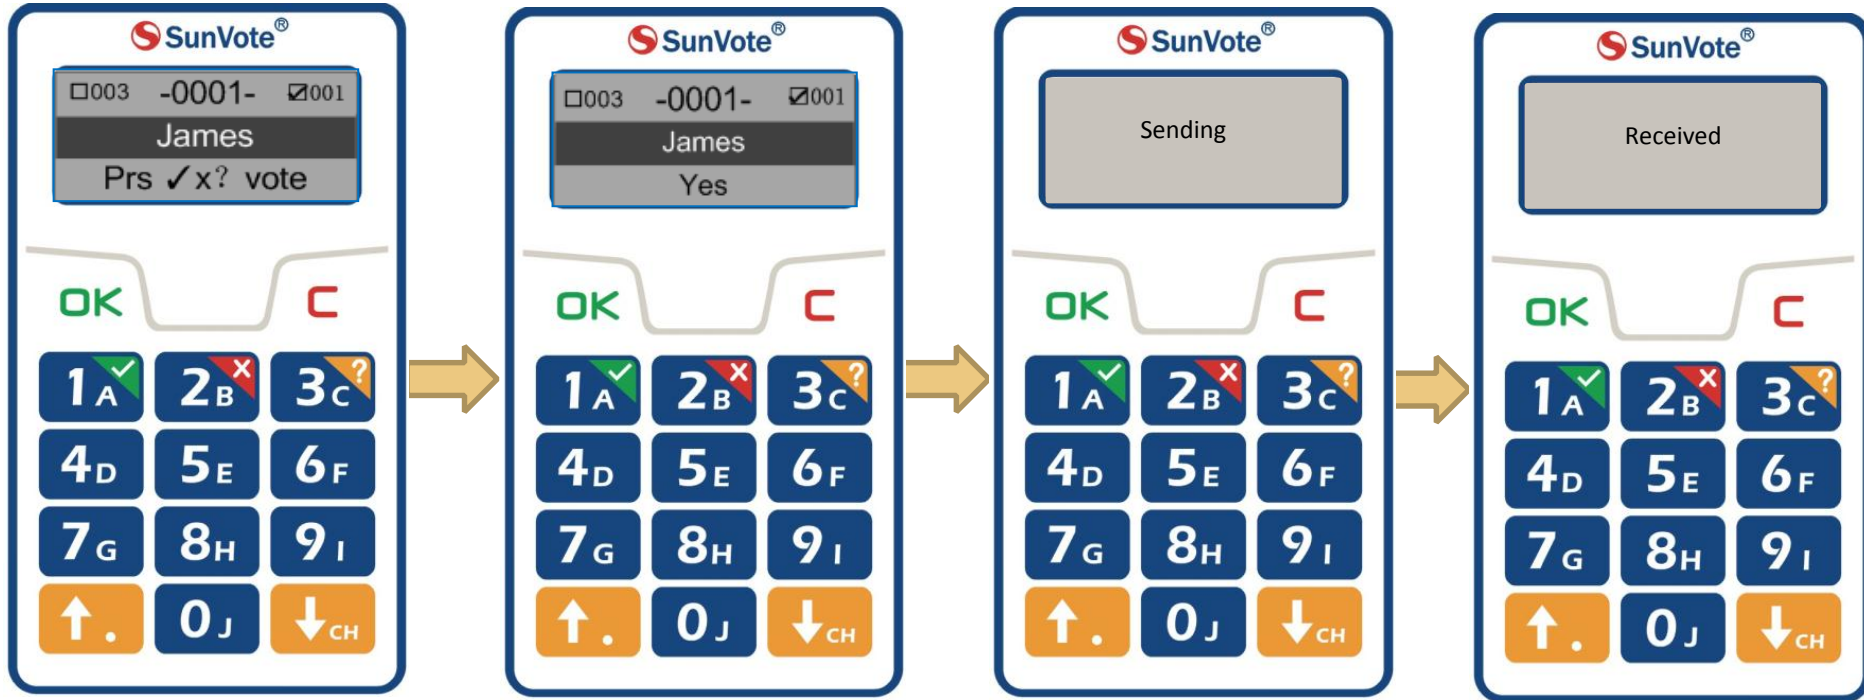 SunVote®
☐003 -0001- ☑001
James
Prs ✓x? vote
OK C
1A✓ 2B✗ 3C?
4D 5E 6F
7G 8H 9I
↑. 0J ↓CH
SunVote®
☐003 -0001- ☑001
James
Yes
OK C
1A✓ 2B✗ 3C?
4D 5E 6F
7G 8H 9I
↑. 0J ↓CH
SunVote®
Sending
OK C
1A✓ 2B✗ 3C?
4D 5E 6F
7G 8H 9I
↑. 0J ↓CH
SunVote®
Received
OK C
1A✓ 2B✗ 3C?
4D 5E 6F
7G 8H 9I
↑. 0J ↓CH